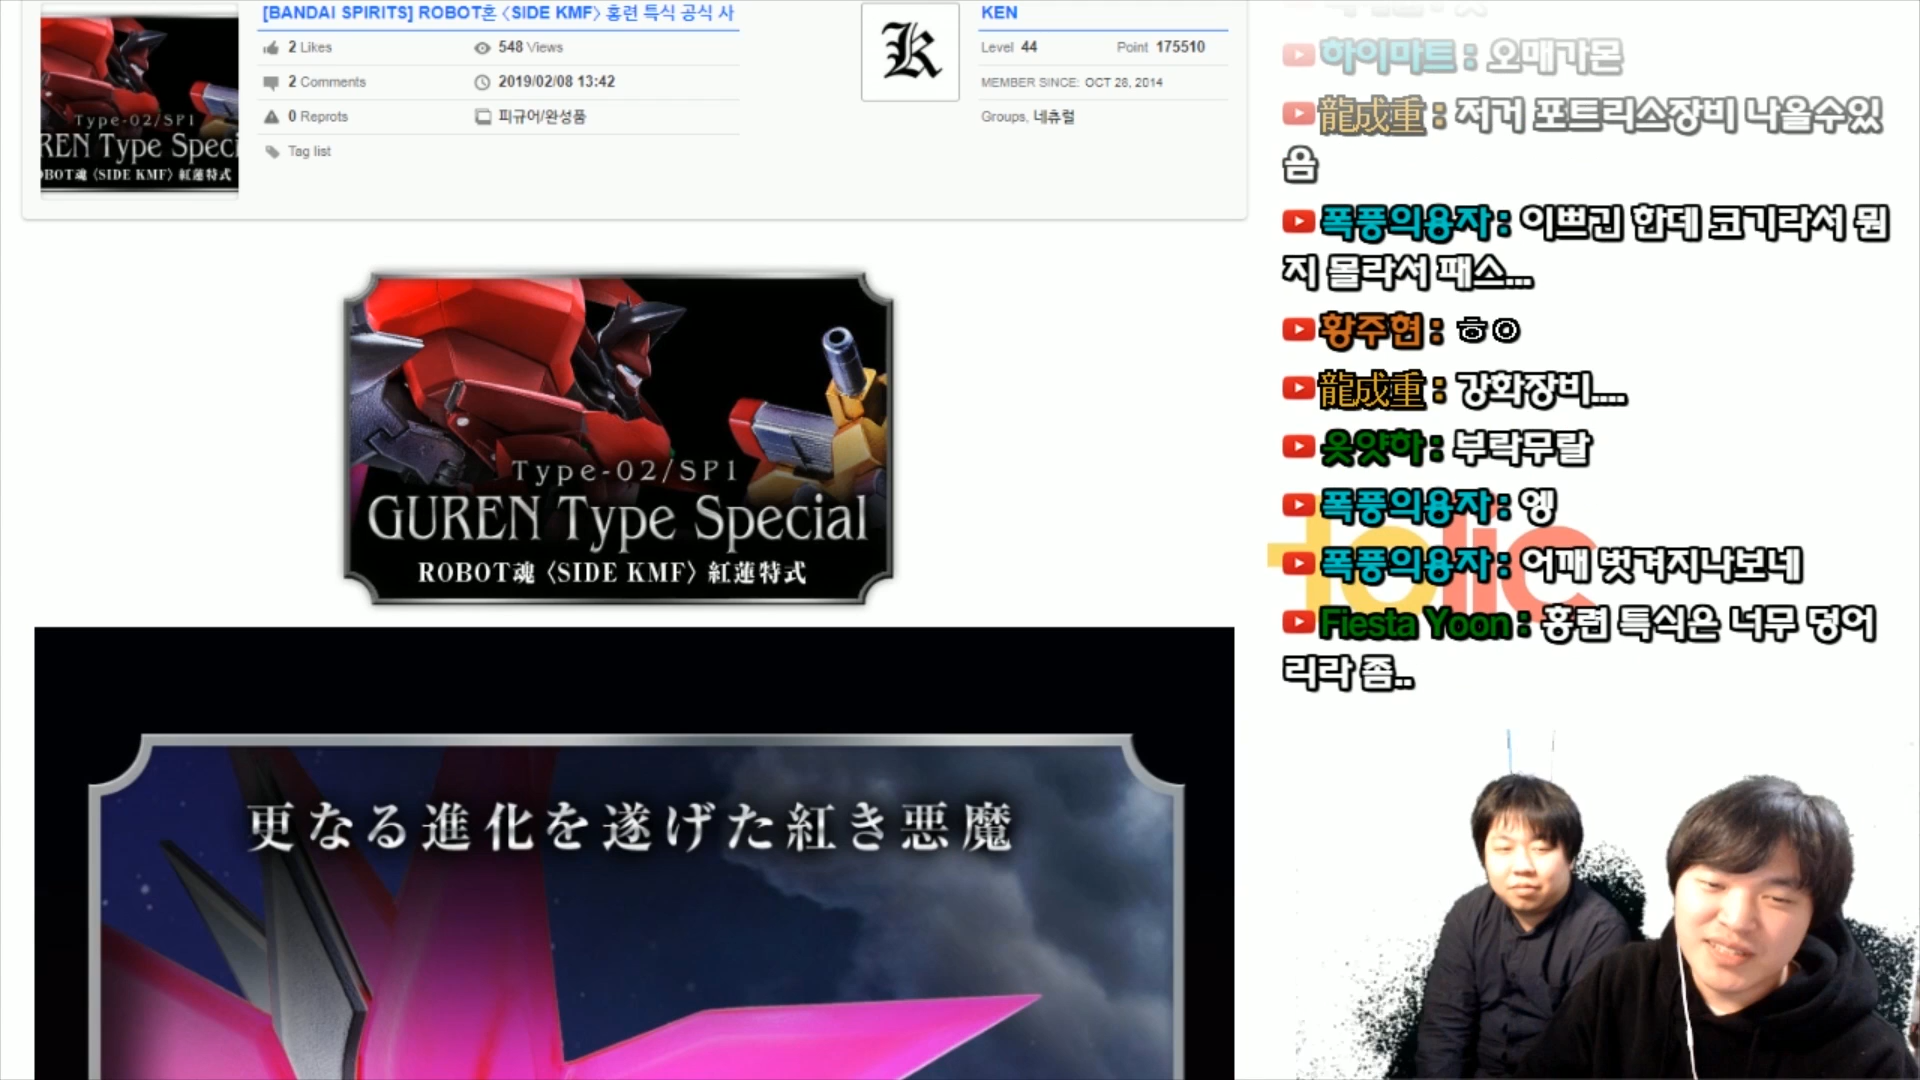 [BANDAI SPIRITS] ROBOT혼 〈SIDE KMF〉 홍련 특식 공식 사
2 Likes
548 Views
2 Comments
2019/02/08 13:42
0 Reprots
피규어/완성품
Tag list
KEN
Level 44
Point 175510
MEMBER SINCE: OCT 28, 2014
Groups, 네츄럴
K
Type-02/SP1
REN Type Speci
BOT魂 〈SIDE KMF〉 紅蓮特式
Type-02/SP1
GUREN Type Special
ROBOT魂 〈SIDE KMF〉 紅蓮特式
更なる進化を遂げた紅き悪魔
하이마트 : 오매가몬
龍成重 : 저거 포트리스장비 나올수있
음
폭풍의용자 : 이쁘긴 한데 코기라서 뭔
지 몰라서 패스...
황주현 : ㅎㅇ
龍成重 : 강화장비....
옷얏하 : 부락무랄
폭풍의용자 : 엥
폭풍의용자 : 어깨 벗겨지나보네
Fiesta Yoon : 홍련 특식은 너무 덩어
리라 좀..